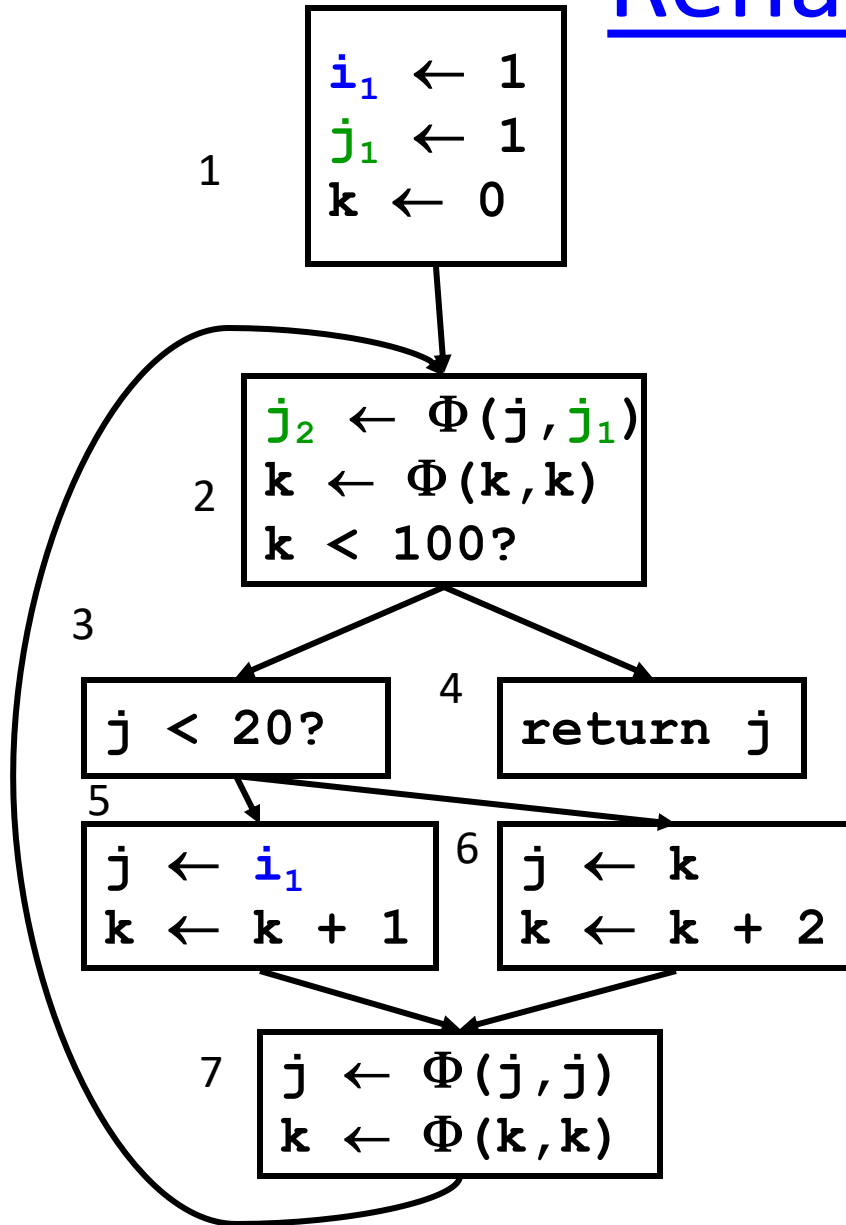 i₁ ← 1
j₁ ← 1
k ← 0
1
j₂ ← Φ(j,j₁)
k ← Φ(k,k)
k < 100?
2
3
j < 20?
4
return j
5
j ← i₁
k ← k + 1
6
j ← k
k ← k + 2
7
j ← Φ(j,j)
k ← Φ(k,k)